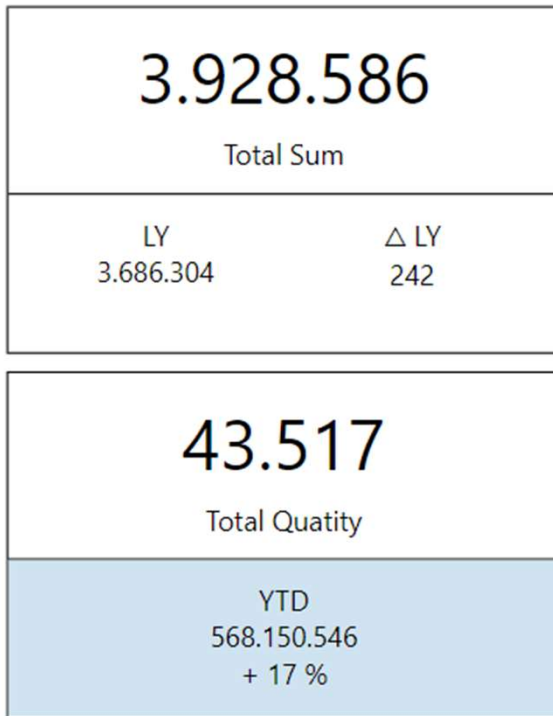 3.928.586
Total Sum
LY △ LY
3.686.304 242
43.517
Total Quatity
YTD
568.150.546
+ 17 %